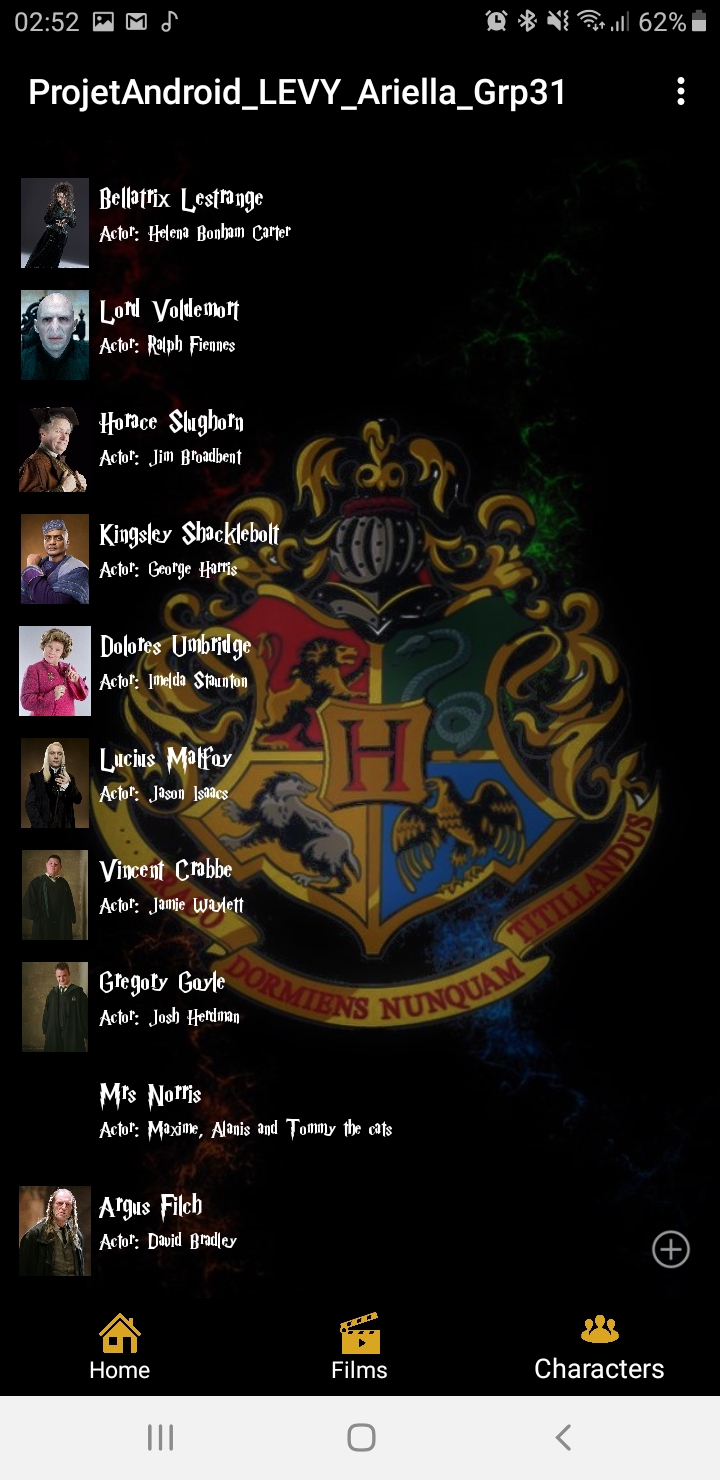 02:52
62%
ProjetAndroid_LEVY_Ariella_Grp31
Bellatrix Lestrange
Actor: Helena Bonham Carter
Lord Voldemort
Actor: Ralph Fiennes
Horace Slughorn
Actor: Jim Broadbent
Kingsley Shacklebolt
Actor: George Harris
Dolores Umbridge
Actor: Imelda Staunton
Lucius Malfoy
Actor: Jason Isaacs
Vincent Crabbe
Actor: Jamie Waylett
Gregory Goyle
Actor: Josh Herdman
Mrs Norris
Actor: Maxime, Alanis and Tommy the cats
Argus Filch
Actor: David Bradley
H
DRACO DORMIENS NUNQUAM TITILLANDUS
Home
Films
Characters